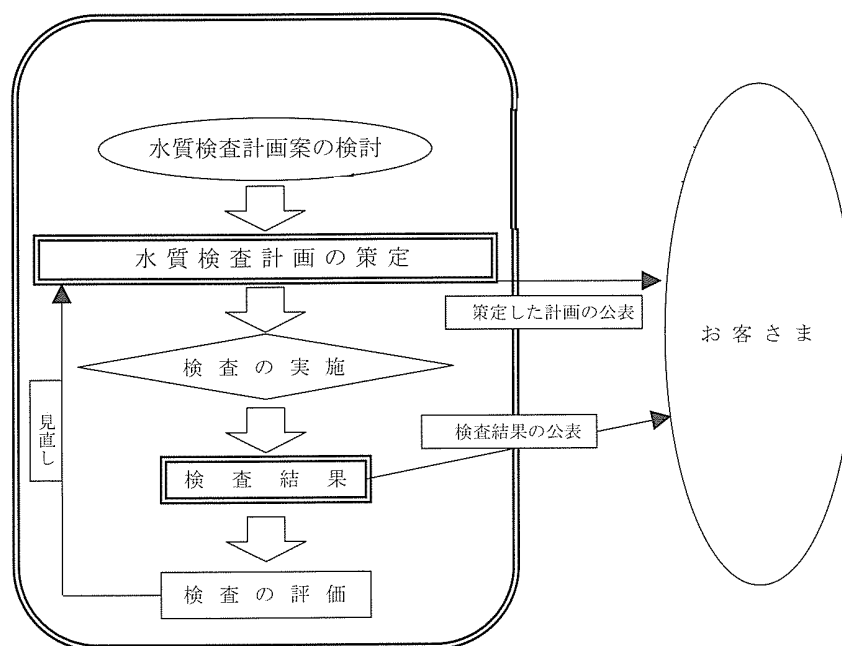 水質検査計画案の検討
水質検査計画の策定
策定した計画の公表
お客さま
検査の実施
見直し
検査結果の公表
検査結果
検査の評価